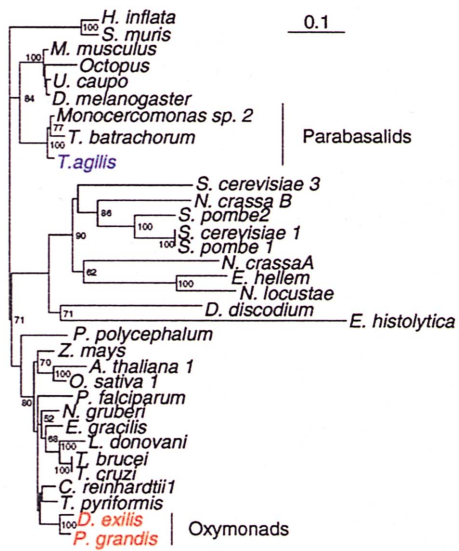 H. inflata
0.1
100
S. muris
M. musculus
100
Octopus
U. caupo
84
D. melanogaster
Monocercomonas sp. 2
77
T. batrachorum
Parabasalids
100
T.agilis
S. cerevisiae 3
N. crassa B
86
S. pombe2
100
S. cerevisiae 1
90
100
S. pombe 1
N. crassaA
62
E. hellem
100
N. locustae
D. discodium
71
E. histolytica
71
P. polycephalum
Z. mays
70
A. thaliana 1
100
O. sativa 1
80
P. falciparum
N. gruberi
52
E. gracilis
68
L. donovani
100
T. brucei
100
T. cruzi
C. reinhardtii1
T. pyriformis
D. exilis
100
Oxymonads
P. grandis